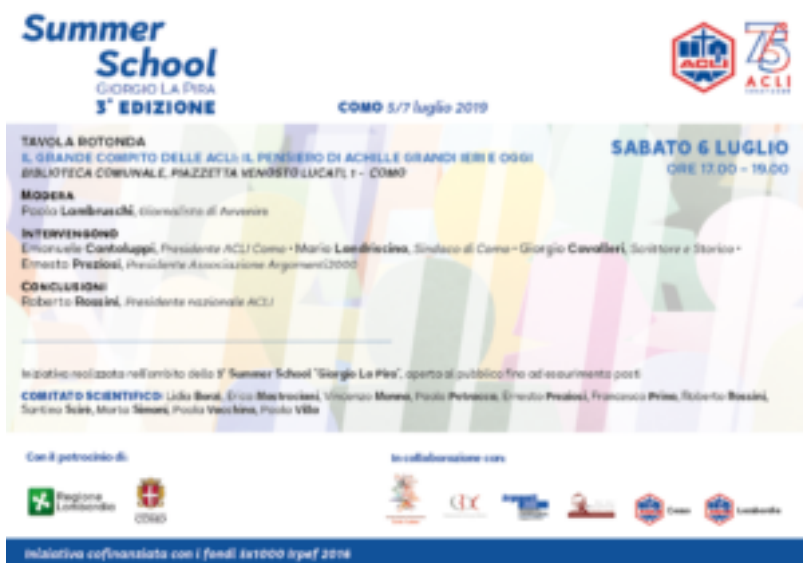 Summer
School
GIORGIO LA PIRA
3° EDIZIONE
COMO 5/7 luglio 2019
ACLI
75
ACLI
TAVOLA ROTONDA
IL GRANDE COMPITO DELLE ACLI: IL PENSIERO DI ACHILLE GRANDI IERI E OGGI
BIBLIOTECA COMUNALE, PIAZZETTA VENOSTO LUCATI, 1 - COMO
SABATO 6 LUGLIO
ORE 17.00 - 19.00
MODERA
Paolo Lambruschi, Giornalista di Avvenire
INTERVENGONO
Emanuele Cantaluppi, Presidente ACLI Como • Mario Landriscina, Sindaco di Como • Giorgio Cavalleri, Scrittore e Storico •
Ernesto Preziosi, Presidente Associazione Argomenti2000
CONCLUSIONI
Roberto Rossini, Presidente nazionale ACLI
Iniziativa realizzata nell'ambito della 3° Summer School "Giorgio La Pira", aperta al pubblico fino ad esaurimento posti
COMITATO SCIENTIFICO: Lidia Borzì, Erica Mastrociani, Vincenzo Menna, Paolo Petracca, Ernesto Preziosi, Francesco Prina, Roberto Rossini,
Santino Scirè, Marta Simoni, Paola Vacchina, Paola Villa
Con il patrocinio di:
In collaborazione con:
Regione
Lombardia
COMO
Como
Lombardia
Iniziativa cofinanziata con i fondi 5x1000 Irpef 2016